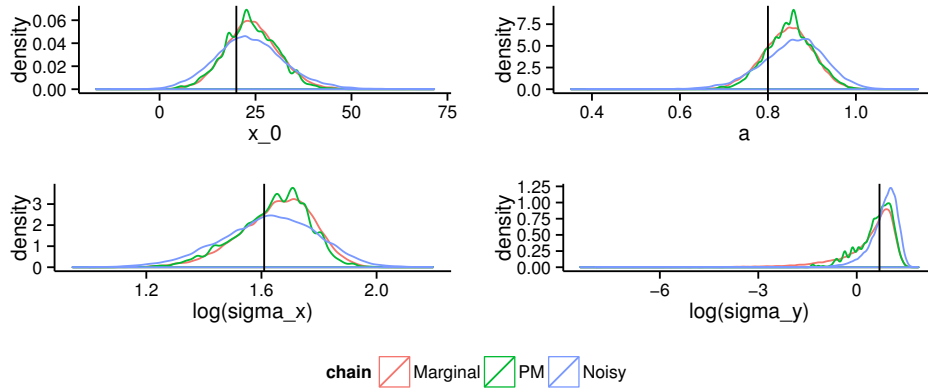 density
0.06
0.04
0.02
0.00
0 25 50 75
x_0
density
7.5
5.0
2.5
0.0
0.4 0.6 0.8 1.0
a
density
3
2
1
0
1.2 1.6 2.0
log(sigma_x)
density
1.25
1.00
0.75
0.50
0.25
0.00
−6 −3 0
log(sigma_y)
chain Marginal PM Noisy